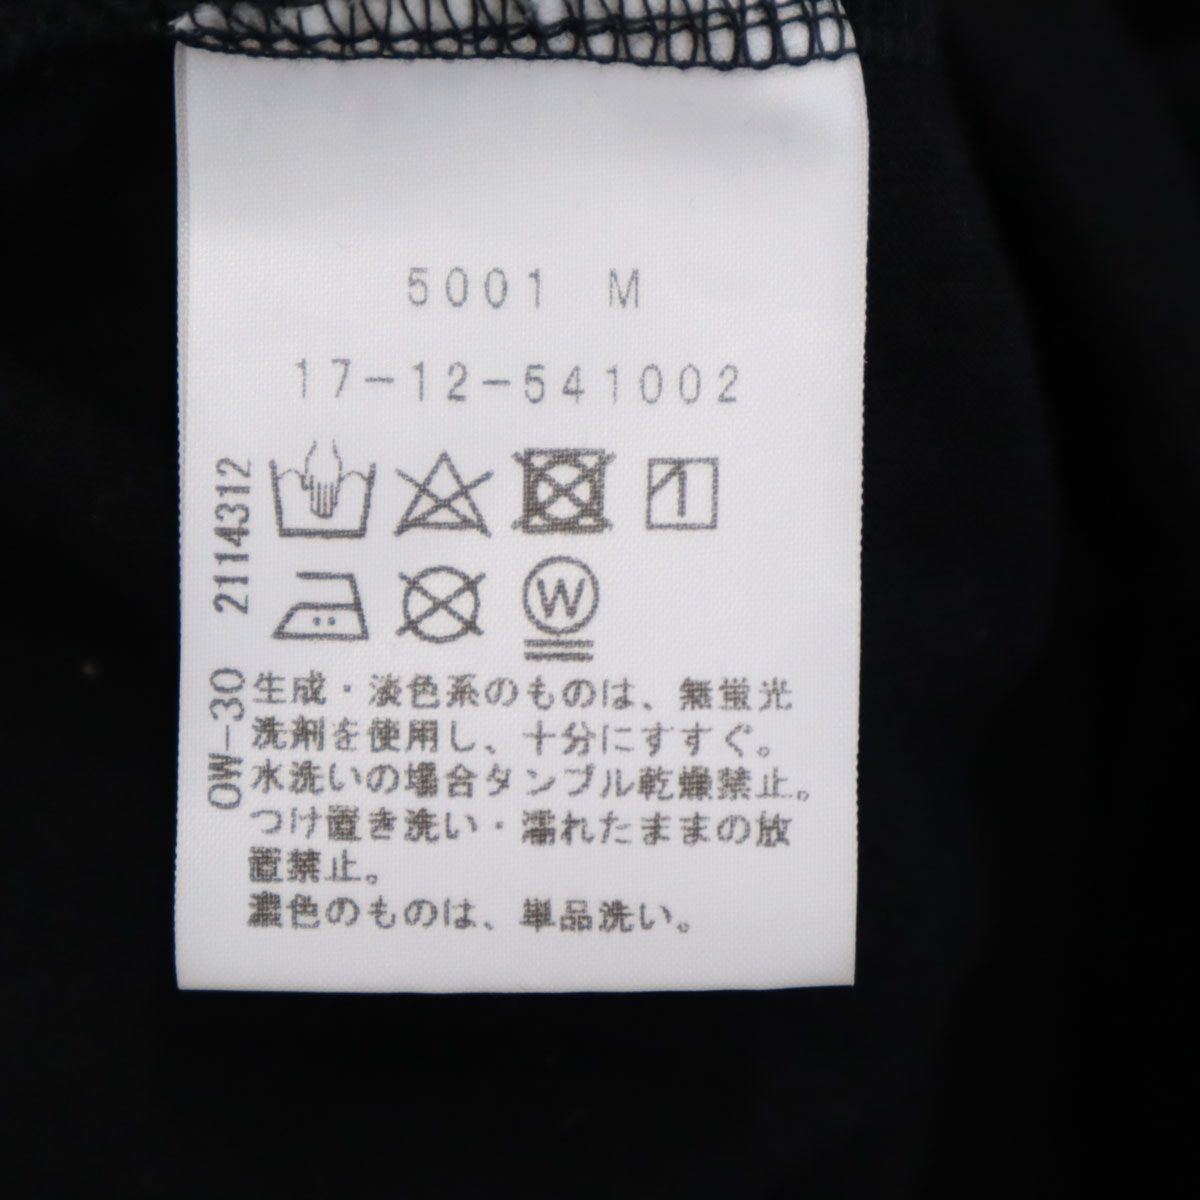 5001 M
17-12-541002
W
生成・淡色系のものは、無蛍光
洗剤を使用し、十分にすすぐ。
水洗いの場合タンブル乾燥禁止。
つけ置き洗い・濡れたままの放
置禁止。
濃色のものは、単品洗い。
OW-30 2114312